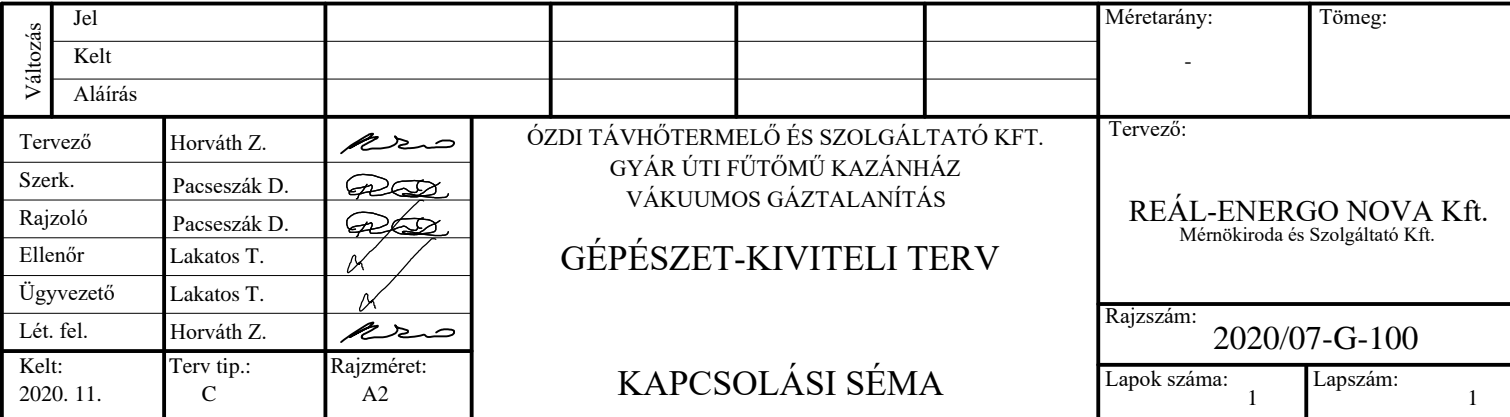 Változás
Jel
Kelt
Aláírás
Méretarány:
-
Tömeg:
Tervező Horváth Z.
Szerk. Pacseszák D.
Rajzoló Pacseszák D.
Ellenőr Lakatos T.
Ügyvezető Lakatos T.
Lét. fel. Horváth Z.
Kelt:
2020. 11.
Terv tip.:
C
Rajzméret:
A2
ÓZDI TÁVHŐTERMELŐ ÉS SZOLGÁLTATÓ KFT.
GYÁR ÚTI FŰTŐMŰ KAZÁNHÁZ
VÁKUUMOS GÁZTALANÍTÁS
GÉPÉSZET-KIVITELI TERV
KAPCSOLÁSI SÉMA
Tervező:
REÁL-ENERGO NOVA Kft.
Mérnökiroda és Szolgáltató Kft.
Rajzszám:
2020/07-G-100
Lapok száma:
1
Lapszám:
1